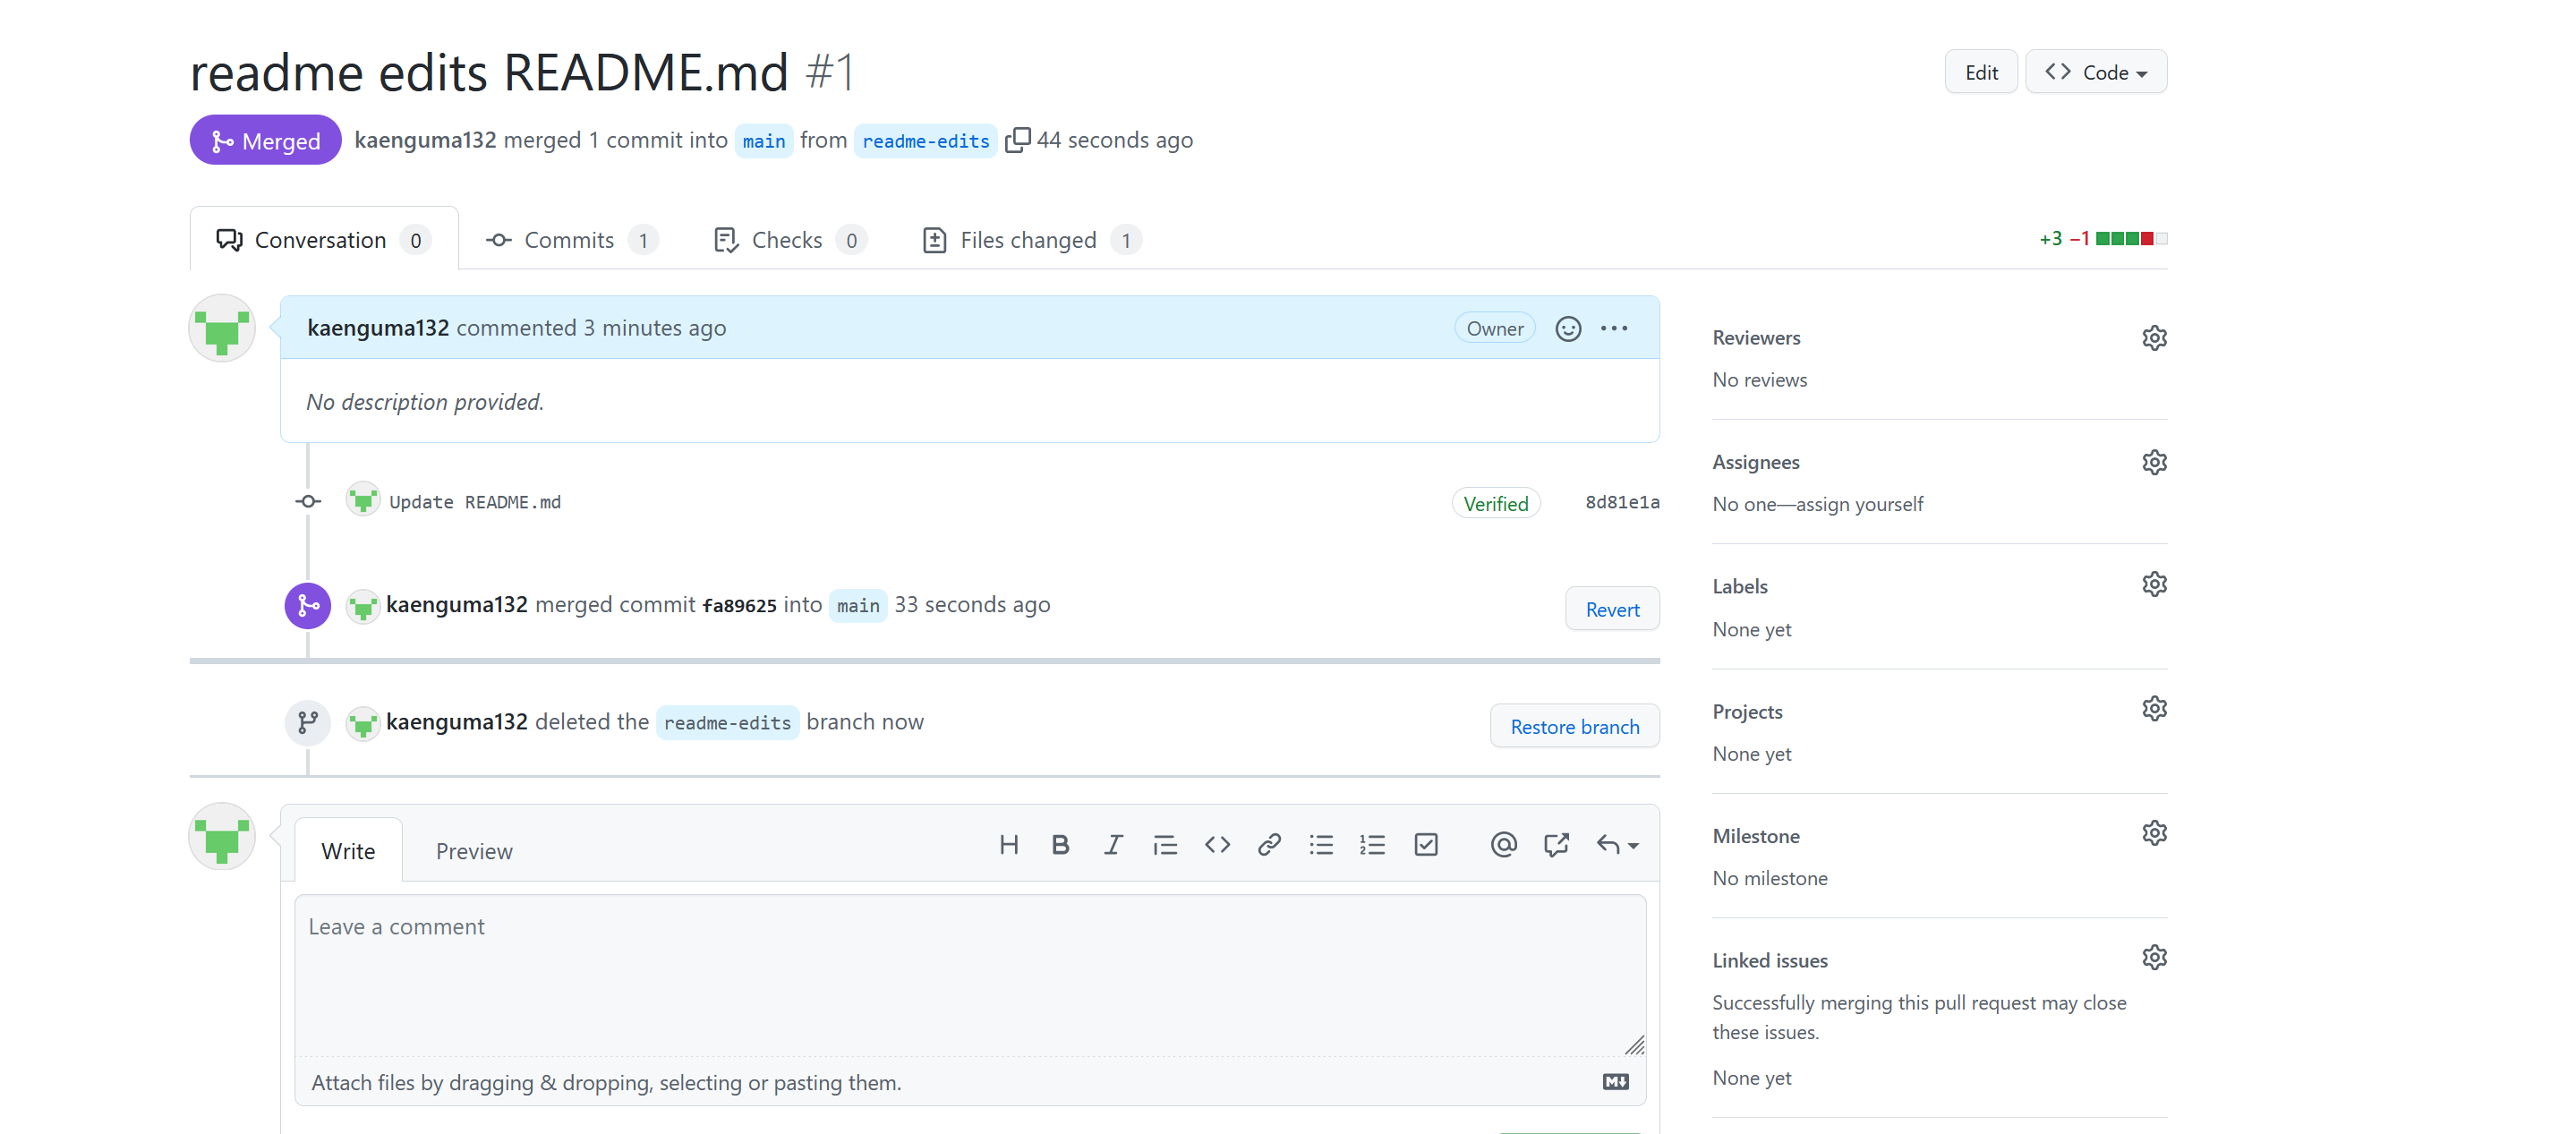 readme edits README.md #1
Edit
Code
Merged
kaenguma132 merged 1 commit into main from readme-edits 44 seconds ago
Conversation 0
Commits 1
Checks 0
Files changed 1
+3 −1
kaenguma132 commented 3 minutes ago
Owner
No description provided.
Update README.md
Verified
8d81e1a
kaenguma132 merged commit fa89625 into main 33 seconds ago
Revert
kaenguma132 deleted the readme-edits branch now
Restore branch
Write
Preview
Leave a comment
Attach files by dragging & dropping, selecting or pasting them.
Reviewers
No reviews
Assignees
No one—assign yourself
Labels
None yet
Projects
None yet
Milestone
No milestone
Linked issues
Successfully merging this pull request may close
these issues.
None yet